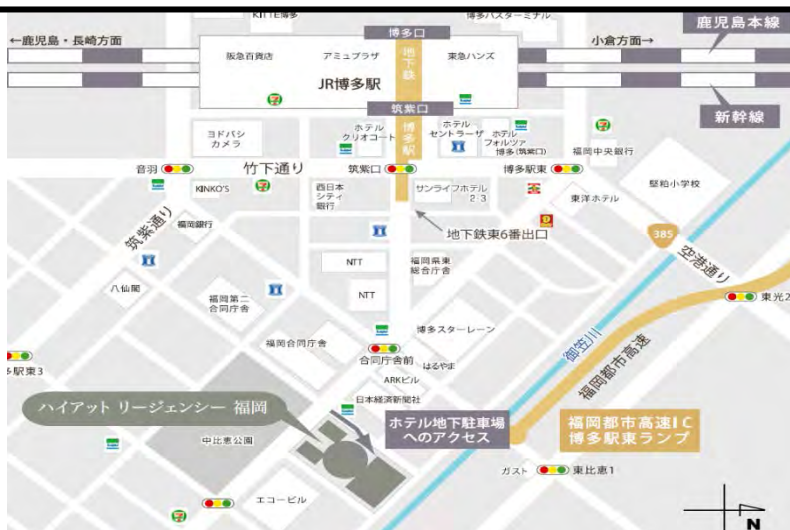 KITTE博多
博多バスターミナル
博多口
鹿児島本線
←鹿児島・長崎方面
小倉方面→
阪急百貨店
アミュプラザ
地下鉄
東急ハンズ
JR博多駅
筑紫口
新幹線
ヨドバシ
カメラ
ホテル
クリオコート
博多駅
ホテル
セントラーザ
ホテル
フォルツァ
博多(筑紫口)
福岡中央銀行
音羽
竹下通り
筑紫口
博多駅東
堅粕小学校
KINKO'S
西日本
シティ
銀行
サンライフホテル
2·3
東洋ホテル
筑紫通り
福岡銀行
地下鉄東6番出口
385
空港通り
NTT
福岡県東
総合庁舎
八仙閣
福岡第二
合同庁舎
NTT
東光2
博多スターレーン
御笠川
福岡都市高速
福岡合同庁舎
合同庁舎前
はるやま
多駅東3
ARKビル
日本経済新聞社
ハイアット リージェンシー 福岡
ホテル地下駐車場
へのアクセス
福岡都市高速IC
博多駅東ランプ
中比恵公園
ガスト
東比恵1
エコービル
N